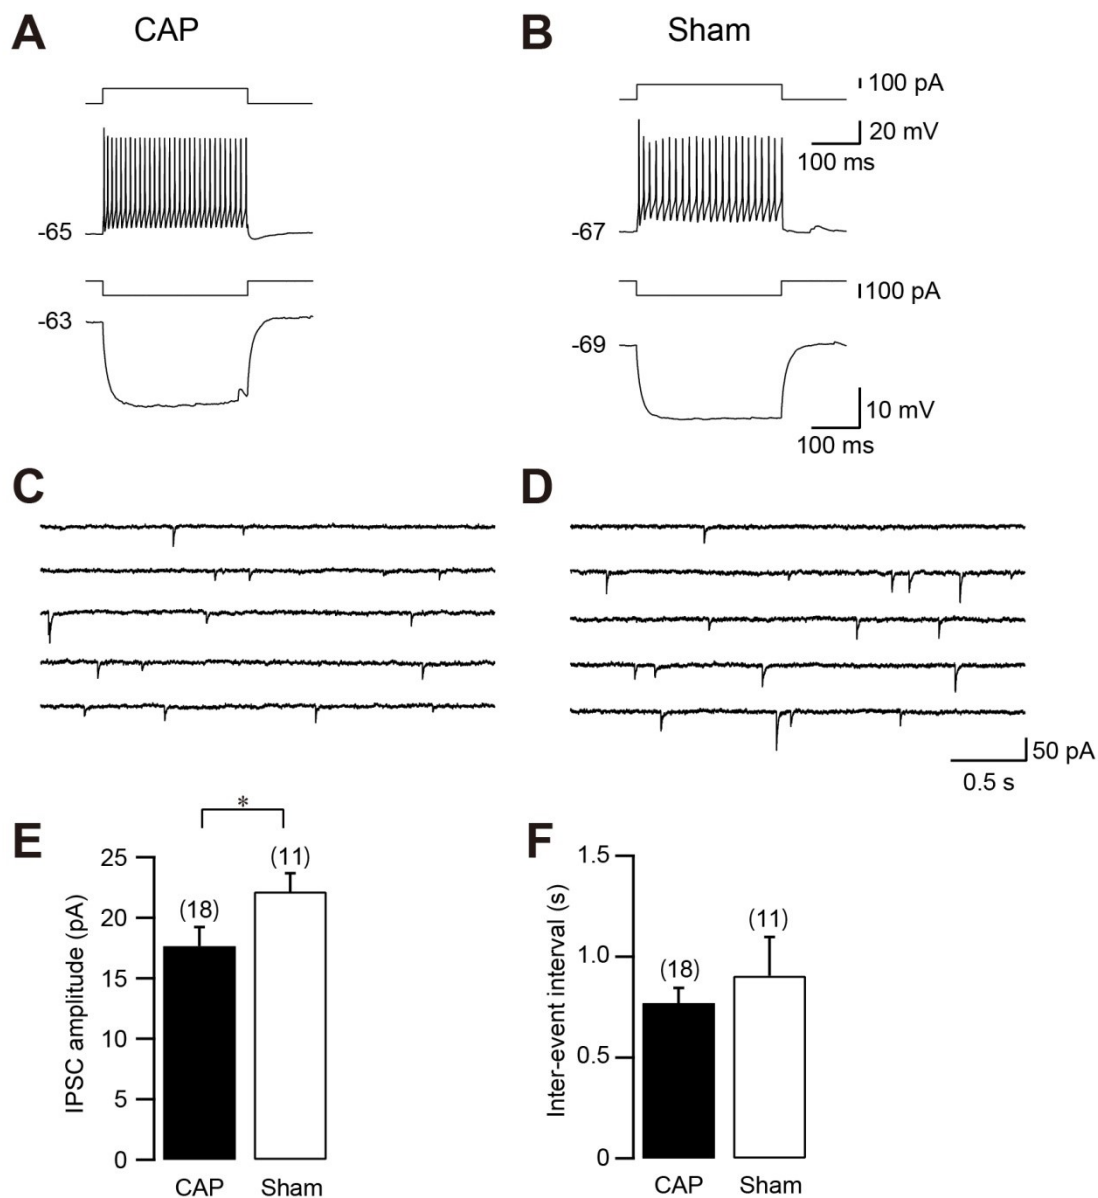 A CAP
B Sham
100 pA
20 mV
100 ms
-65
-67
100 pA
-63
-69
10 mV
100 ms
C
D
50 pA
0.5 s
E
*
IPSC amplitude (pA)
25
20
15
10
5
0
(18)
(11)
CAP Sham
F
Inter-event interval (s)
1.5
1.0
0.5
0
(18)
(11)
CAP Sham